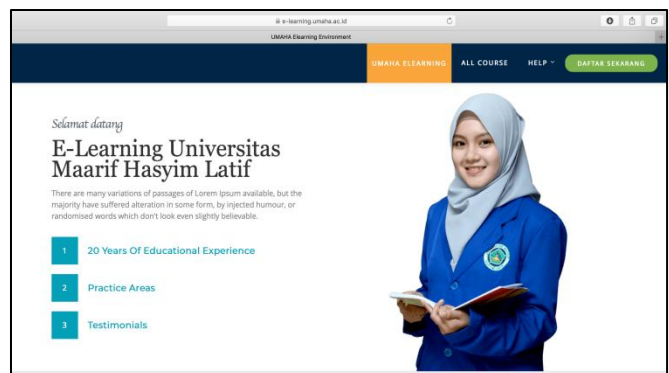 e-learning.umaha.ac.id
UMAHA Elearning Environment
UMAHA ELEARNING ALL COURSE HELP DAFTAR SEKARANG
Selamat datang
E-Learning Universitas
Maarif Hasyim Latif
There are many variations of passages of Lorem Ipsum available, but the
majority have suffered alteration in some form, by injected humour, or
randomised words which don't look even slightly believable.
1 20 Years Of Educational Experience
2 Practice Areas
3 Testimonials